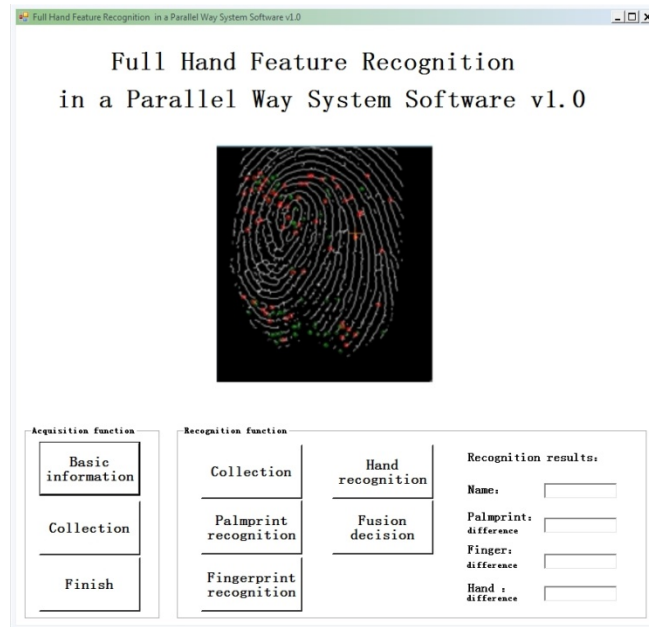 Full Hand Feature Recognition in a Parallel Way System Software v1.0
Full Hand Feature Recognition
in a Parallel Way System Software v1.0
Acquisition function
Basic
information
Collection
Finish
Recognition function
Collection
Palmprint
recognition
Fingerprint
recognition
Hand
recognition
Fusion
decision
Recognition results:
Name:
Palmprint:
difference
Finger:
difference
Hand :
difference